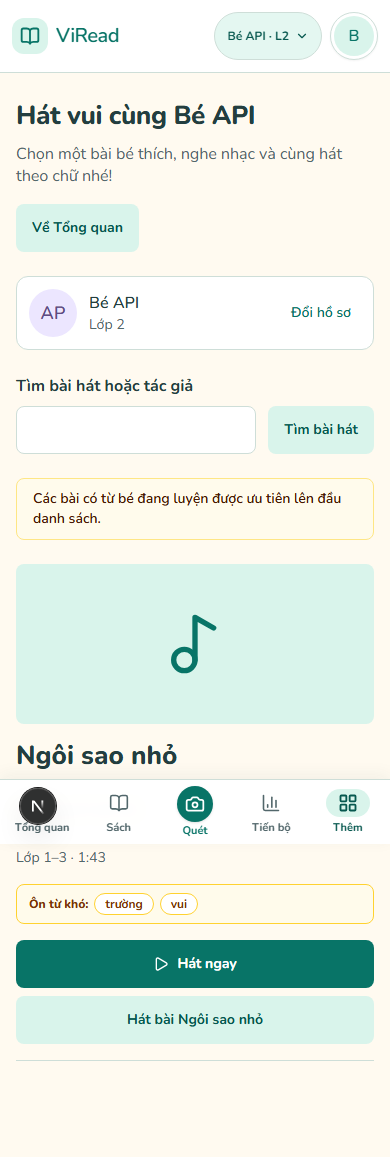 ViRead
Bé API · L2
B
Hát vui cùng Bé API
Chọn một bài bé thích, nghe nhạc và cùng hát
theo chữ nhé!
Về Tổng quan
AP
Bé API
Lớp 2
Đổi hồ sơ
Tìm bài hát hoặc tác giả
Tìm bài hát
Các bài có từ bé đang luyện được ưu tiên lên đầu
danh sách.
Ngôi sao nhỏ
N
Tổng quan
Sách
Quét
Tiến bộ
Thêm
Lớp 1–3 · 1:43
Ôn từ khó: trường vui
Hát ngay
Hát bài Ngôi sao nhỏ